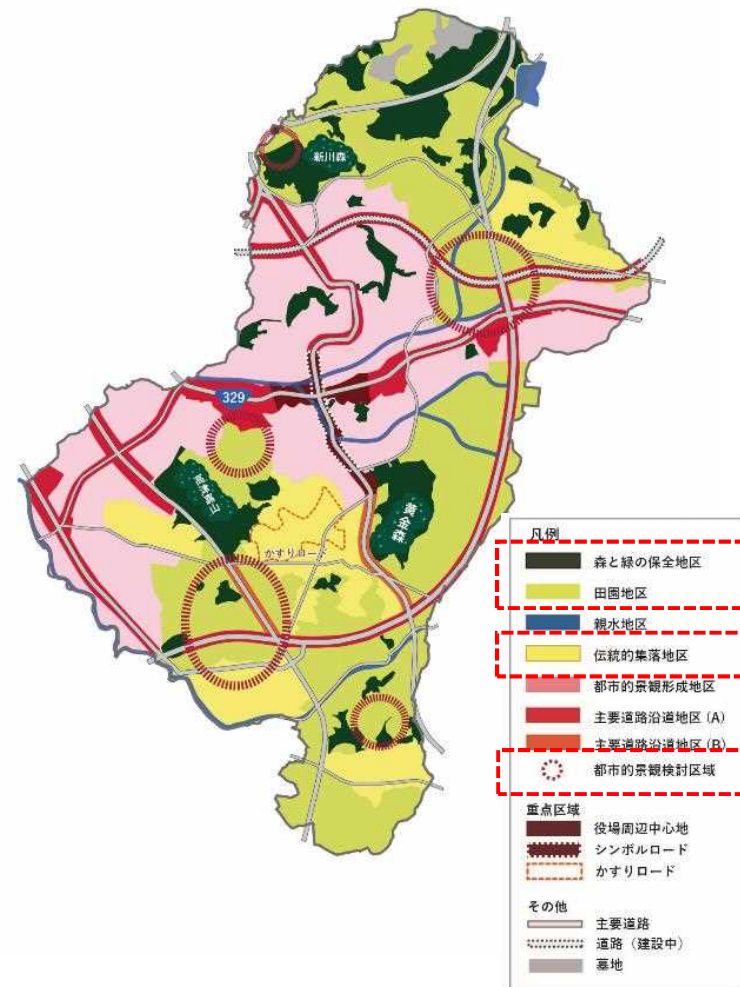 新川森
329
高津嘉山
黄金森
かすりロード
凡例
森と緑の保全地区
田園地区
親水地区
伝統的集落地区
都市的景観形成地区
主要道路沿道地区 (A)
主要道路沿道地区 (B)
都市的景観検討区域
重点区域
役場周辺中心地
シンボルロード
かすりロード
その他
主要道路
道路（建設中）
墓地